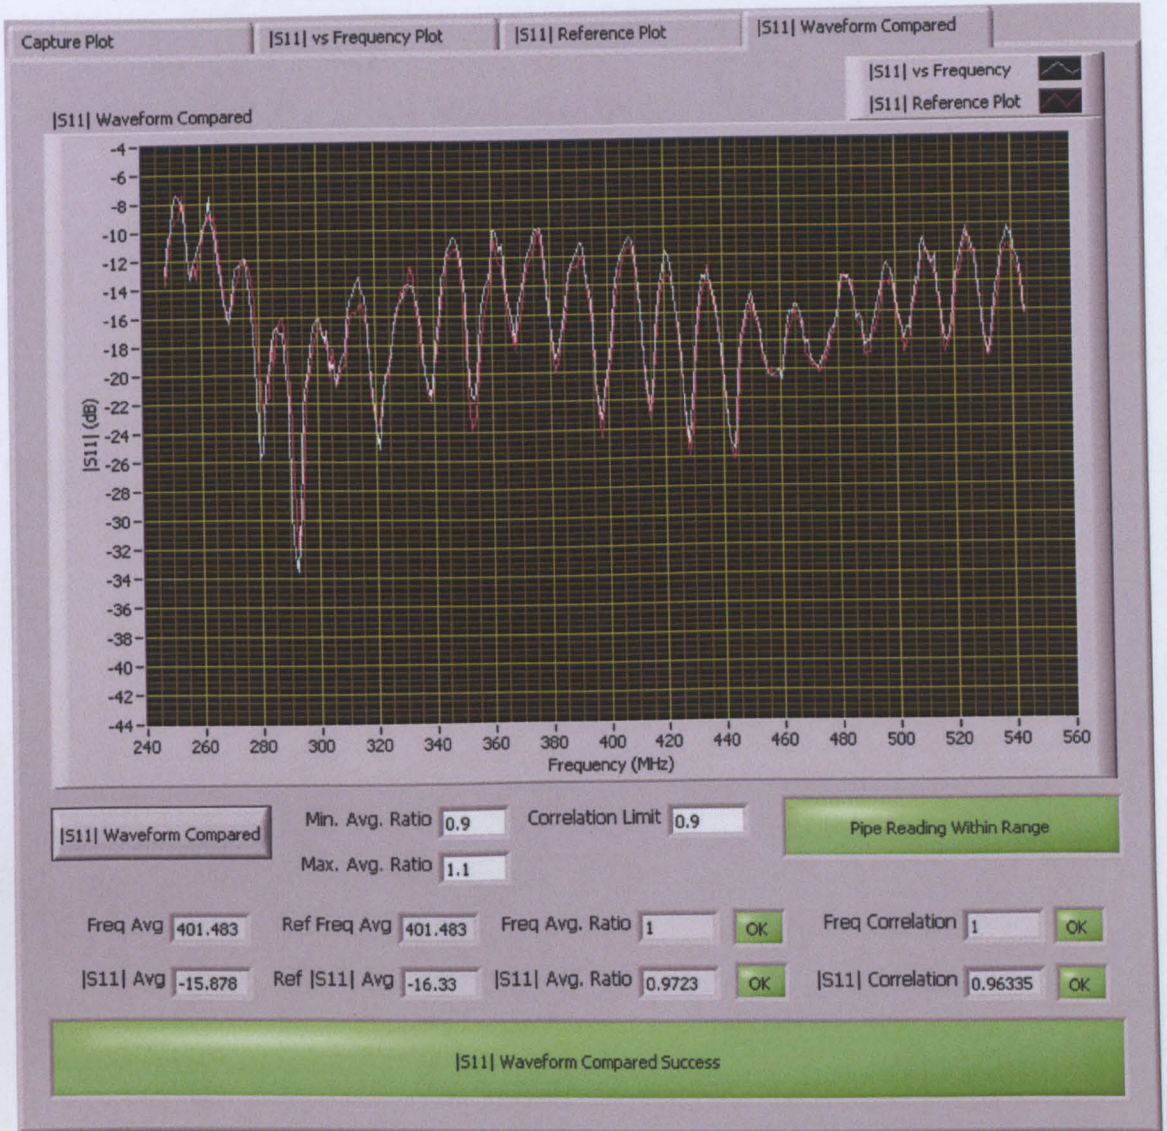 Capture Plot
|S11| vs Frequency Plot
|S11| Reference Plot
|S11| Waveform Compared
|S11| vs Frequency
|S11| Reference Plot
|S11| Waveform Compared
-4
-6
-8
-10
-12
-14
-16
-18
-20
-22
-24
-26
-28
-30
-32
-34
-36
-38
-40
-42
-44
|S11| (dB)
240 260 280 300 320 340 360 380 400 420 440 460 480 500 520 540 560
Frequency (MHz)
|S11| Waveform Compared
Min. Avg. Ratio 0.9
Correlation Limit 0.9
Pipe Reading Within Range
Max. Avg. Ratio 1.1
Freq Avg 401.483
Ref Freq Avg 401.483
Freq Avg. Ratio 1
OK
Freq Correlation 1
OK
|S11| Avg -15.878
Ref |S11| Avg -16.33
|S11| Avg. Ratio 0.9723
OK
|S11| Correlation 0.96335
OK
|S11| Waveform Compared Success